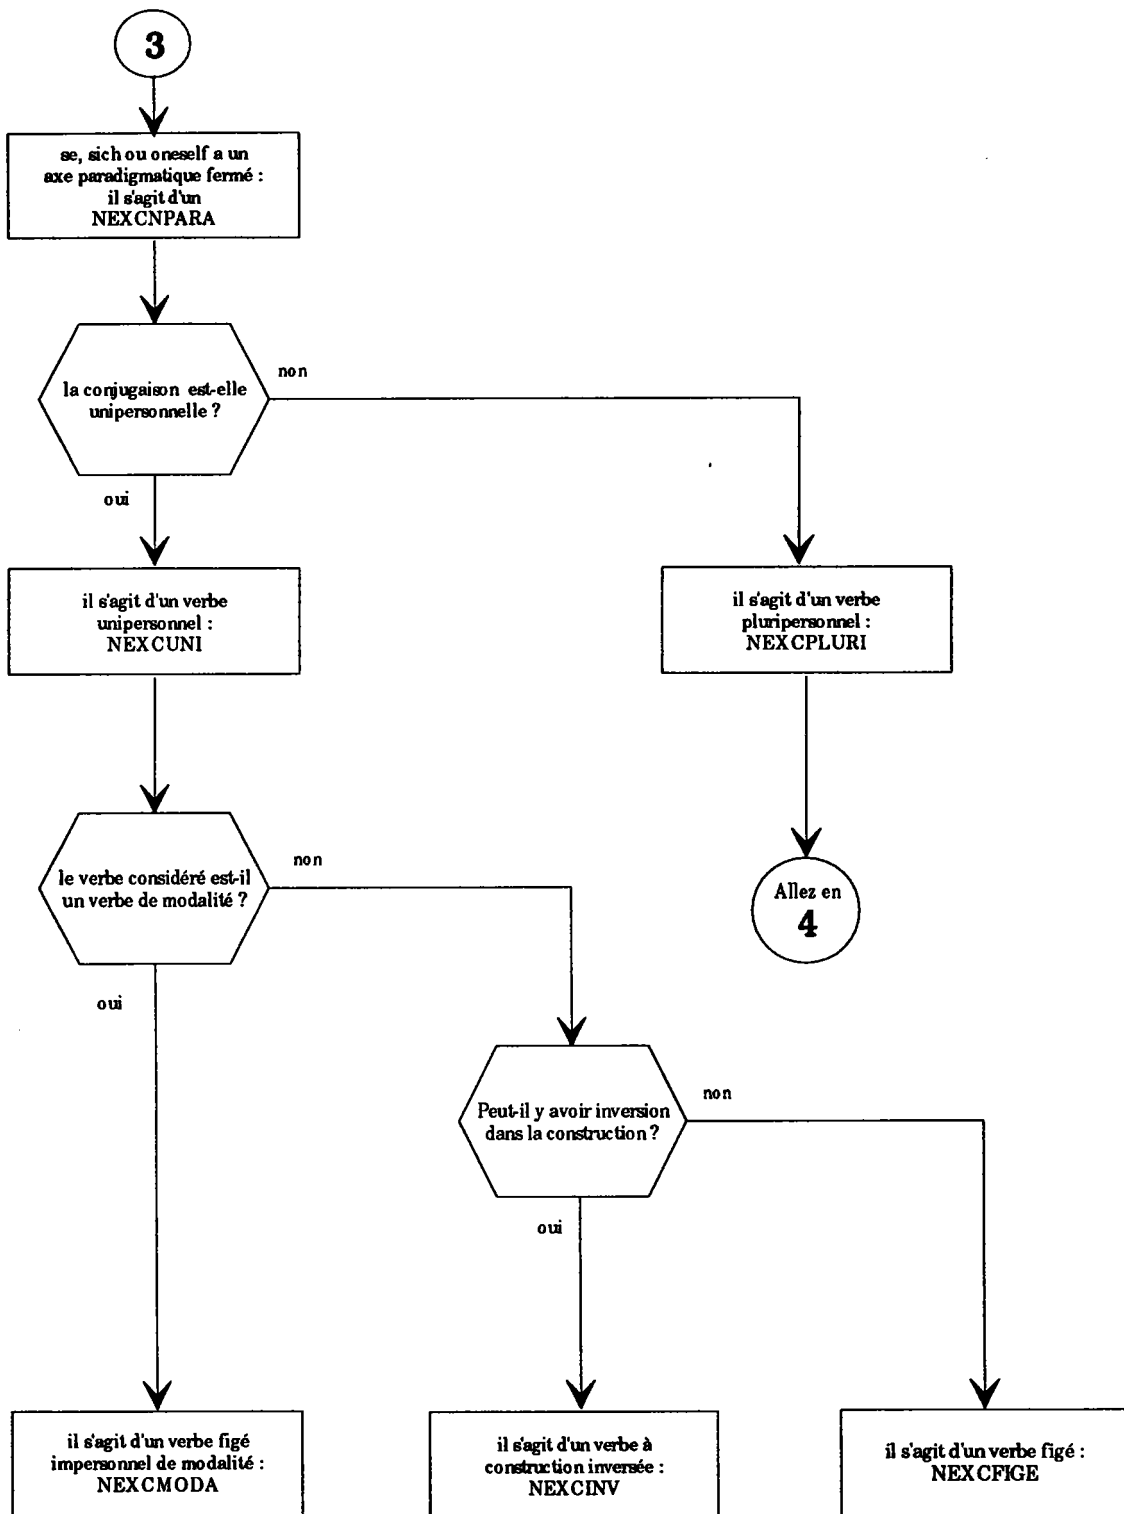 3
se, sich ou oneself a un
axe paradigmatique fermé :
il s'agit d'un
NEXCNPARA
la conjugaison est-elle
unipersonnelle ?
non
oui
il s'agit d'un verbe
unipersonnel :
NEXCUNI
il s'agit d'un verbe
pluripersonnel :
NEXCPLURI
le verbe considéré est-il
un verbe de modalité ?
non
Allez en
4
oui
Peut-il y avoir inversion
dans la construction ?
non
oui
il s'agit d'un verbe figé
impersonnel de modalité :
NEXCMODA
il s'agit d'un verbe à
construction inversée :
NEXCINV
il s'agit d'un verbe figé :
NEXCFIGE